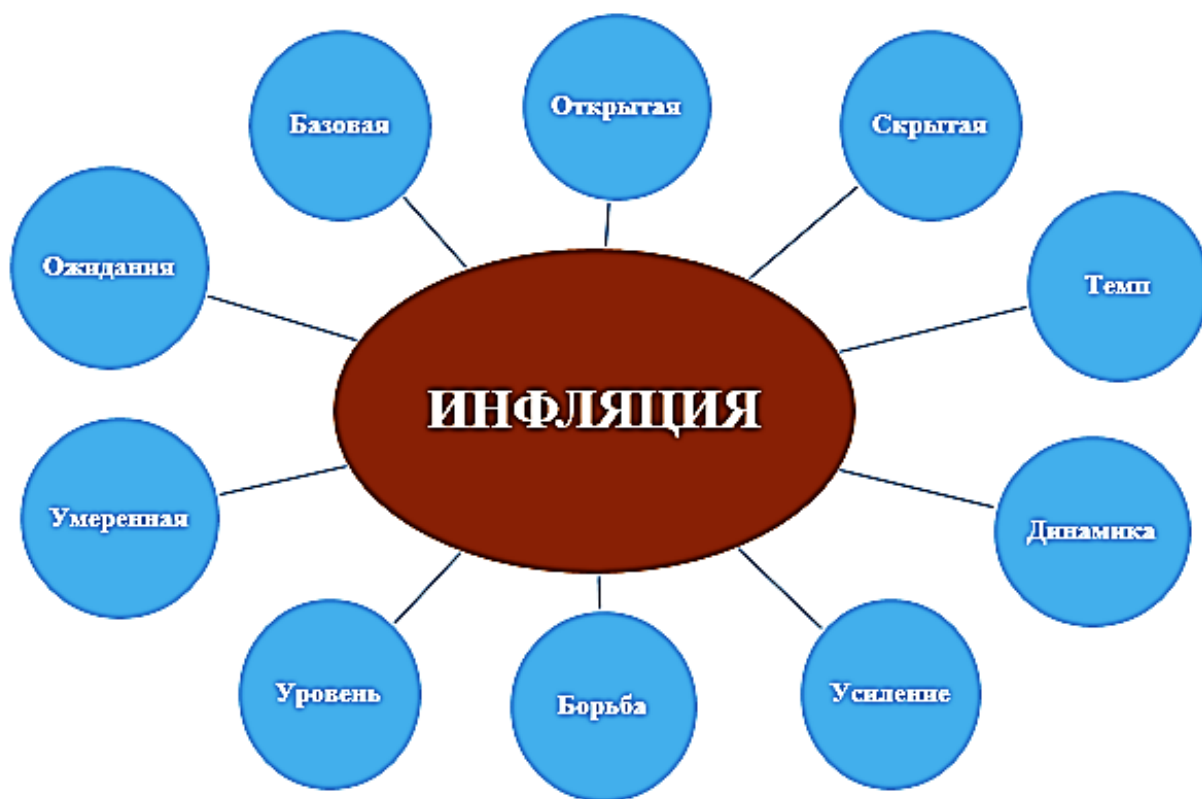 Базовая
Открытая
Скрытая
Ожидания
Темп
ИНФЛЯЦИЯ
Умеренная
Динамика
Уровень
Борьба
Усиление